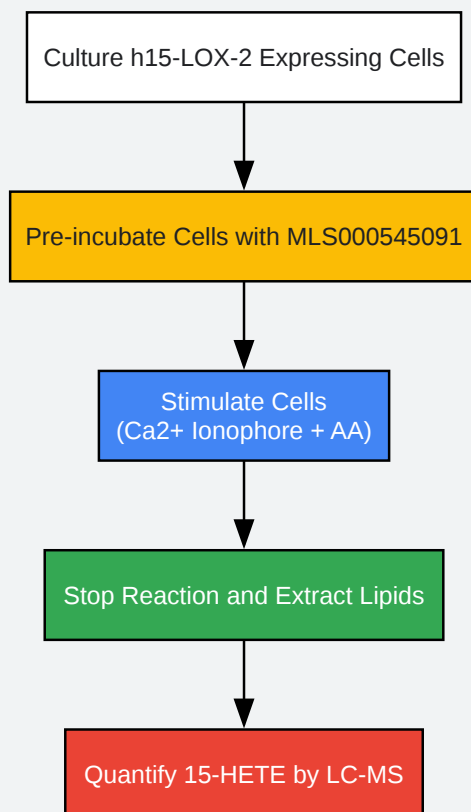 Culture h15-LOX-2 Expressing Cells
Pre-incubate Cells with MLS000545091
Stimulate Cells
(Ca2+ Ionophore + AA)
Stop Reaction and Extract Lipids
Quantify 15-HETE by LC-MS